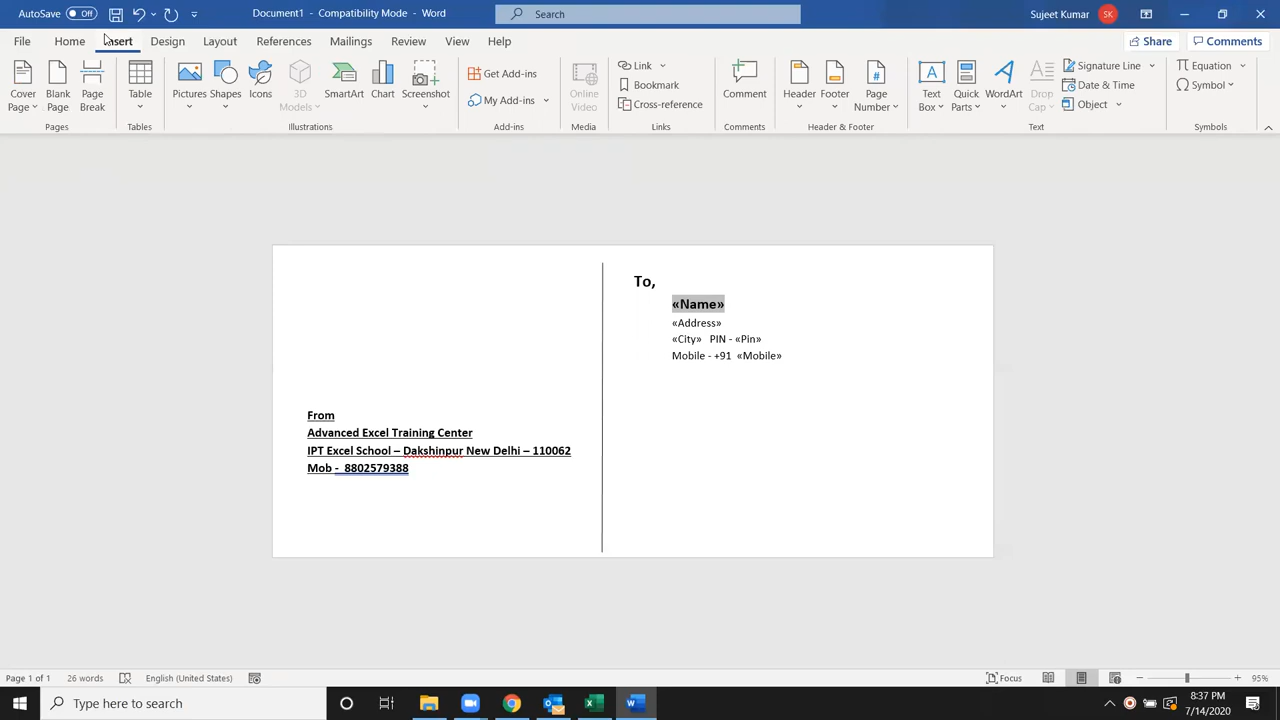 AutoSave Off Document1 - Compatibility Mode - Word Search Sujeet Kumar SK
File Home Insert Design Layout References Mailings Review View Help Share Comments
Cover Page Blank Page Page Break Table Pictures Shapes Icons 3D Models SmartArt Chart Screenshot Get Add-ins My Add-ins Online Video Link Bookmark Cross-reference Comment Header Footer Page Number Text Box Quick Parts WordArt Drop Cap Signature Line Date & Time Object Equation Symbol
Pages Tables Illustrations Add-ins Media Links Comments Header & Footer Text Symbols
To,
«Name»
«Address»
«City» PIN - «Pin»
Mobile - +91 «Mobile»
From
Advanced Excel Training Center
IPT Excel School – Dakshinpur New Delhi – 110062
Mob - 8802579388
Page 1 of 1 26 words English (United States) Focus 95%
Type here to search 8:37 PM
7/14/2020